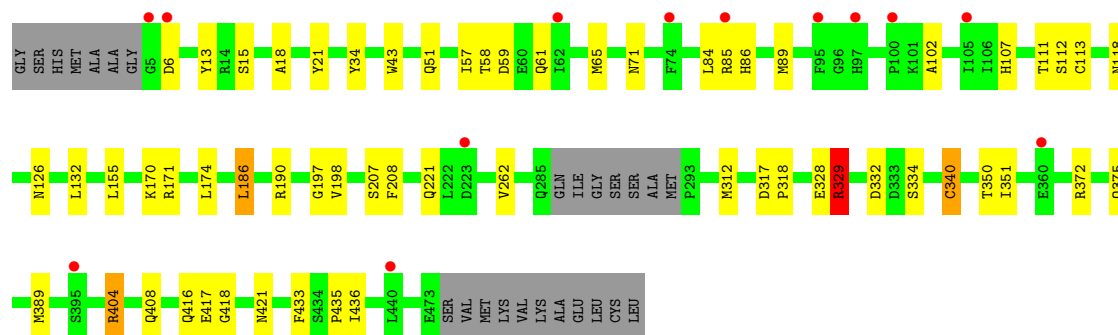 GLY SER HIS MET ALA ALA GLY G5 D6 Y13 R14 S15 A18 Y21 Y34 W43 Q51 I57 T58 D59 E60 Q61 I62 M65 N71 F74 L84 R85 H86 M89 F95 G96 H97 P100 K101 A102 I105 I106 H107 T111 S112 C113
N126 L132 L155 K170 R171 L174 L186 R190 G197 V198 S207 F208 Q221 L222 D223 V262 Q285 GLN ILE GLY SER SER ALA MET P293 M312 D317 P318 E328 R329 D332 D333 S334 C340 T350 I351 E360 R372
M389 S395 R404 Q408 Q416 E417 G418 N421 F433 S434 P435 I436 L440 E473 SER VAL MET LYS VAL LYS LYS ALA GLU LEU LEU CYS LEU